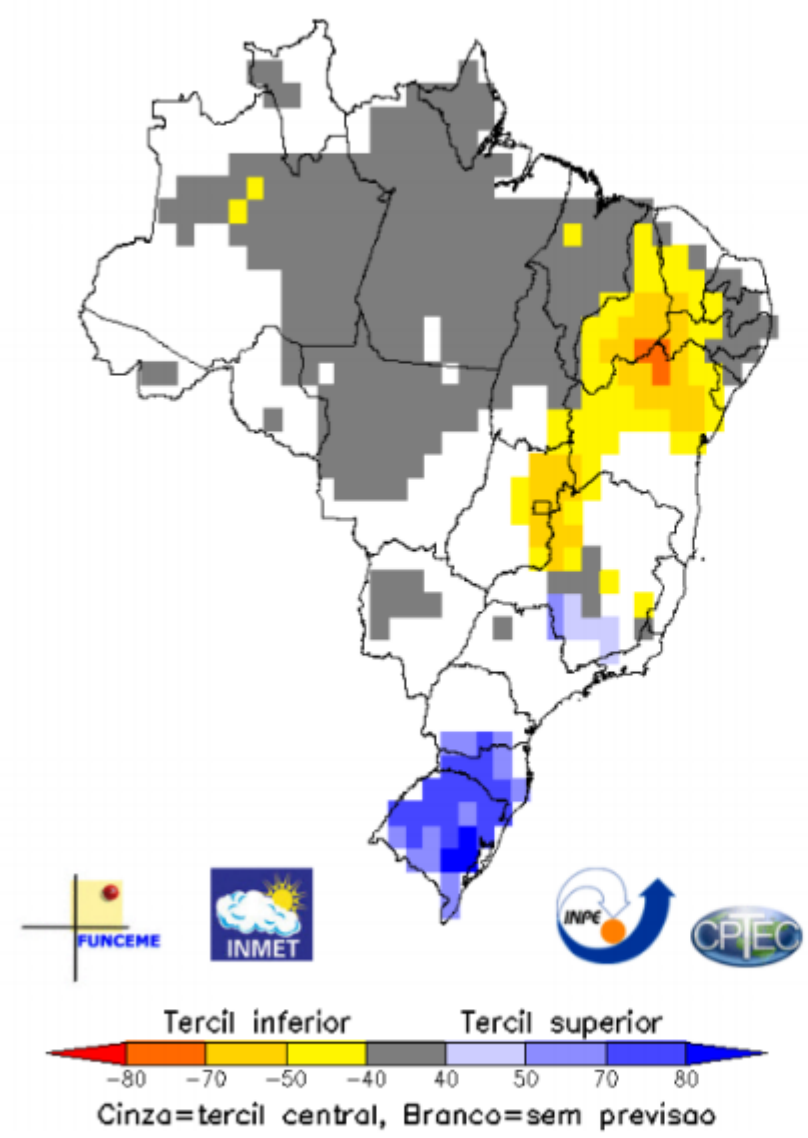 FUNCEME
INMET
INPE
CPTEC
Tercil inferior Tercil superior
-80 -70 -50 -40 40 50 70 80
Cinza=tercil central, Branco=sem previsao